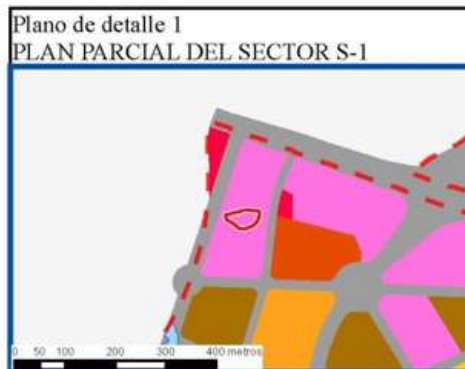 Plano de detalle 1
PLAN PARCIAL DEL SECTOR S-1
0 50 100 200 300 400 metros